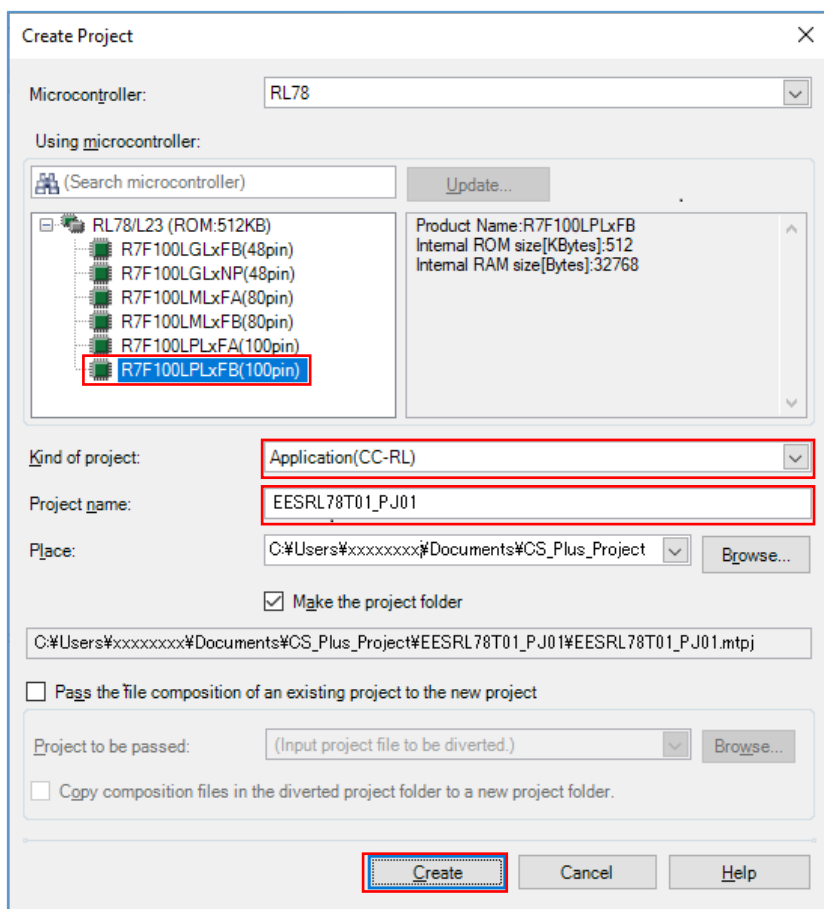 Create Project
Microcontroller:
RL78
Using microcontroller:
(Search microcontroller)
Update...
RL78/L23 (ROM:512KB)
R7F100LGLxFB(48pin)
R7F100LGLxNP(48pin)
R7F100LMLxFA(80pin)
R7F100LMLxFB(80pin)
R7F100LPLxFA(100pin)
R7F100LPLxFB(100pin)
Product Name:R7F100LPLxFB
Internal ROM size[KBytes]:512
Internal RAM size[Bytes]:32768
Kind of project:
Application(CC-RL)
Project name:
EESRL78T01_PJ01
Place:
C:¥Users¥xxxxxxxx¥Documents¥CS_Plus_Project
Browse...
Make the project folder
C:¥Users¥xxxxxxxx¥Documents¥CS_Plus_Project¥EESRL78T01_PJ01¥EESRL78T01_PJ01.mtpj
Pass the file composition of an existing project to the new project
Project to be passed:
(Input project file to be diverted.)
Browse...
Copy composition files in the diverted project folder to a new project folder.
Create
Cancel
Help